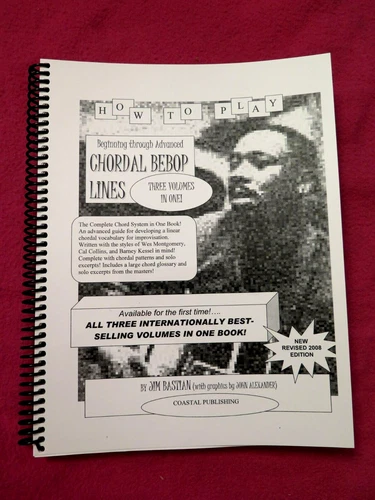 HOW TO PLAY
Beginning through Advanced
CHORDAL BEBOP
LINES
THREE VOLUMES
IN ONE!
The Complete Chord System in One Book!
An advanced guide for developing a linear
chordal vocabulary for improvisation.
Written with the styles of Wes Montgomery,
Cal Collins, and Barney Kessel in mind!
Complete with chordal patterns and solo
excerpts! Includes a large chord glossary and
solo excerpts from the masters!
Available for the first time!….
ALL THREE INTERNATIONALLY BEST-
SELLING VOLUMES IN ONE BOOK!
NEW
REVISED 2008
EDITION
BY JIM BASTIAN (with graphics by JOHN ALEXANDER)
COASTAL PUBLISHING